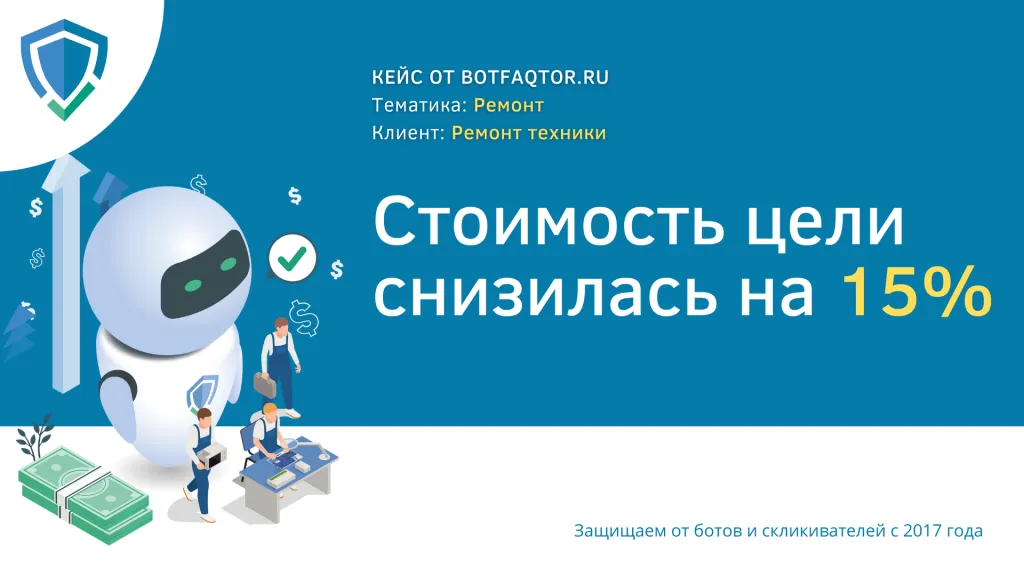 КЕЙС ОТ BOTFAQTOR.RU
Тематика: Ремонт
Клиент: Ремонт техники
Стоимость цели
снизилась на 15%
Защищаем от ботов и скликивателей с 2017 года